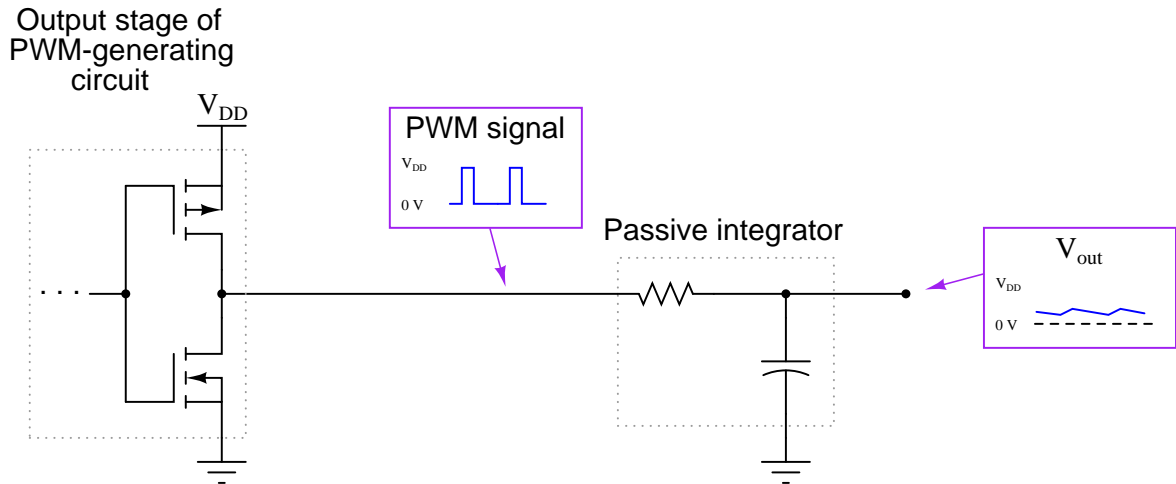 Output stage of
PWM-generating
circuit
VDD
PWM signal
VDD
0 V
Passive integrator
Vout
VDD
0 V
. . .